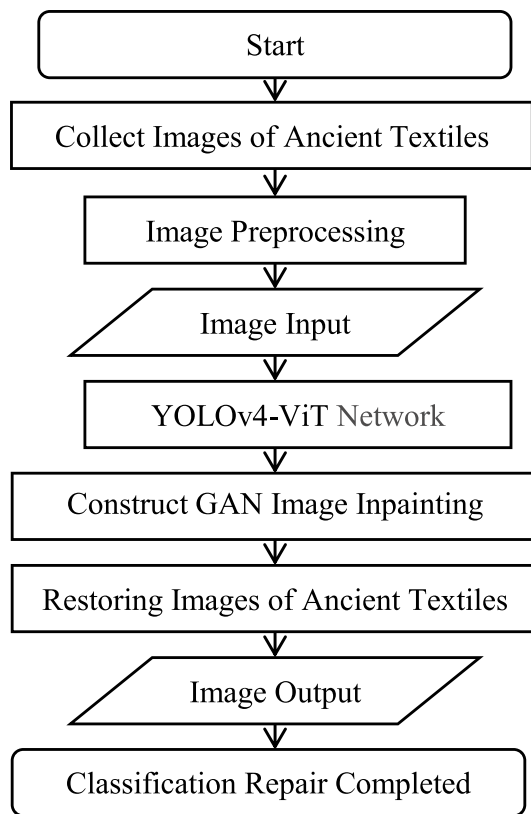 Start
Collect Images of Ancient Textiles
Image Preprocessing
Image Input
YOLOv4-ViT Network
Construct GAN Image Inpainting
Restoring Images of Ancient Textiles
Image Output
Classification Repair Completed